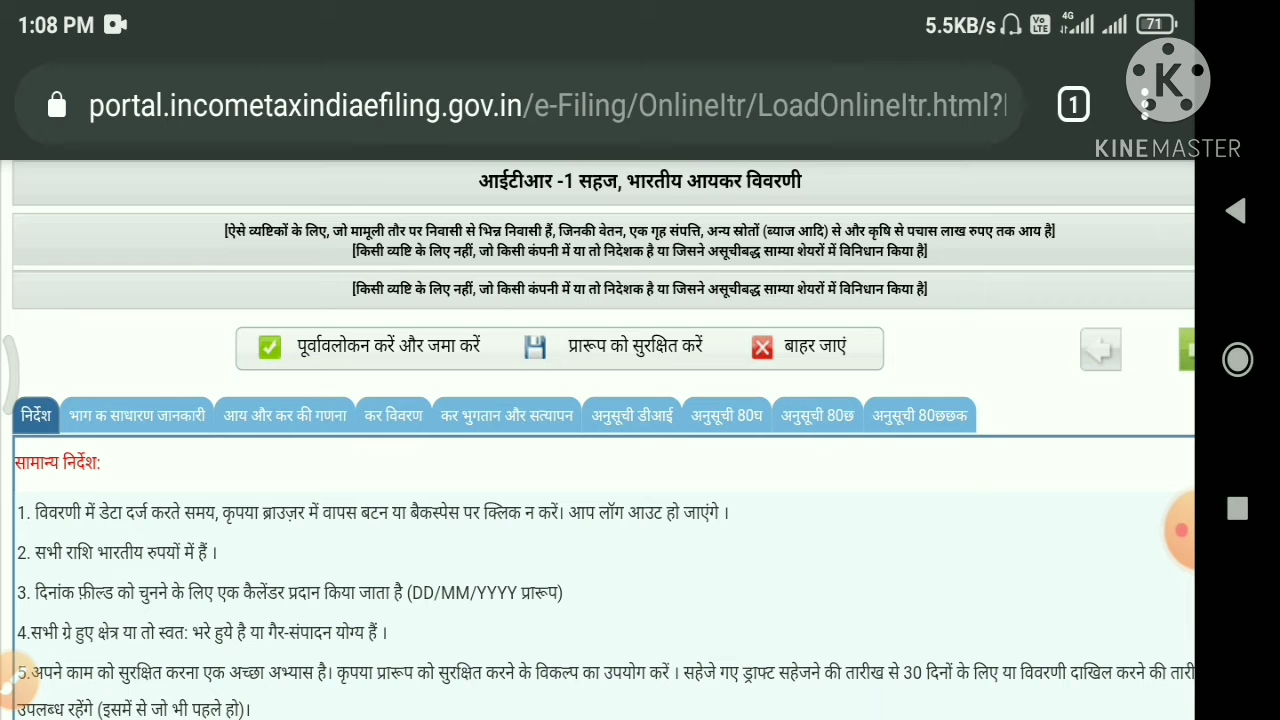 1:08 PM
5.5KB/s Vo LTE 4G 71
portal.incometaxindiaefiling.gov.in/e-Filing/OnlineItr/LoadOnlineItr.html?
1
K
KINEMASTER
आईटीआर -1 सहज, भारतीय आयकर विवरणी
[ऐसे व्यष्टिकों के लिए, जो मामूली तौर पर निवासी से भिन्न निवासी हैं, जिनकी वेतन, एक गृह संपत्ति, अन्य स्रोतों (ब्याज आदि) से और कृषि से पचास लाख रुपए तक आय है]
[किसी व्यष्टि के लिए नहीं, जो किसी कंपनी में या तो निदेशक है या जिसने असूचीबद्ध साम्या शेयरों में विनिधान किया है]
[किसी व्यष्टि के लिए नहीं, जो किसी कंपनी में या तो निदेशक है या जिसने असूचीबद्ध साम्या शेयरों में विनिधान किया है]
पूर्वावलोकन करें और जमा करें प्रारूप को सुरक्षित करें बाहर जाएं
निर्देश भाग क साधारण जानकारी आय और कर की गणना कर विवरण कर भुगतान और सत्यापन अनुसूची डीआई अनुसूची 80घ अनुसूची 80छ अनुसूची 80छछक
सामान्य निर्देश:
1. विवरणी में डेटा दर्ज करते समय, कृपया ब्राउज़र में वापस बटन या बैकस्पेस पर क्लिक न करें। आप लॉग आउट हो जाएंगे ।
2. सभी राशि भारतीय रुपयों में हैं ।
3. दिनांक फ़ील्ड को चुनने के लिए एक कैलेंडर प्रदान किया जाता है (DD/MM/YYYY प्रारूप)
4.सभी ग्रे हुए क्षेत्र या तो स्वत: भरे हुये है या गैर-संपादन योग्य हैं ।
5.अपने काम को सुरक्षित करना एक अच्छा अभ्यास है। कृपया प्रारूप को सुरक्षित करने के विकल्प का उपयोग करें । सहेजे गए ड्राफ्ट सहेजने की तारीख से 30 दिनों के लिए या विवरणी दाखिल करने की तारी
उपलब्ध रहेंगे (इसमें से जो भी पहले हो)।